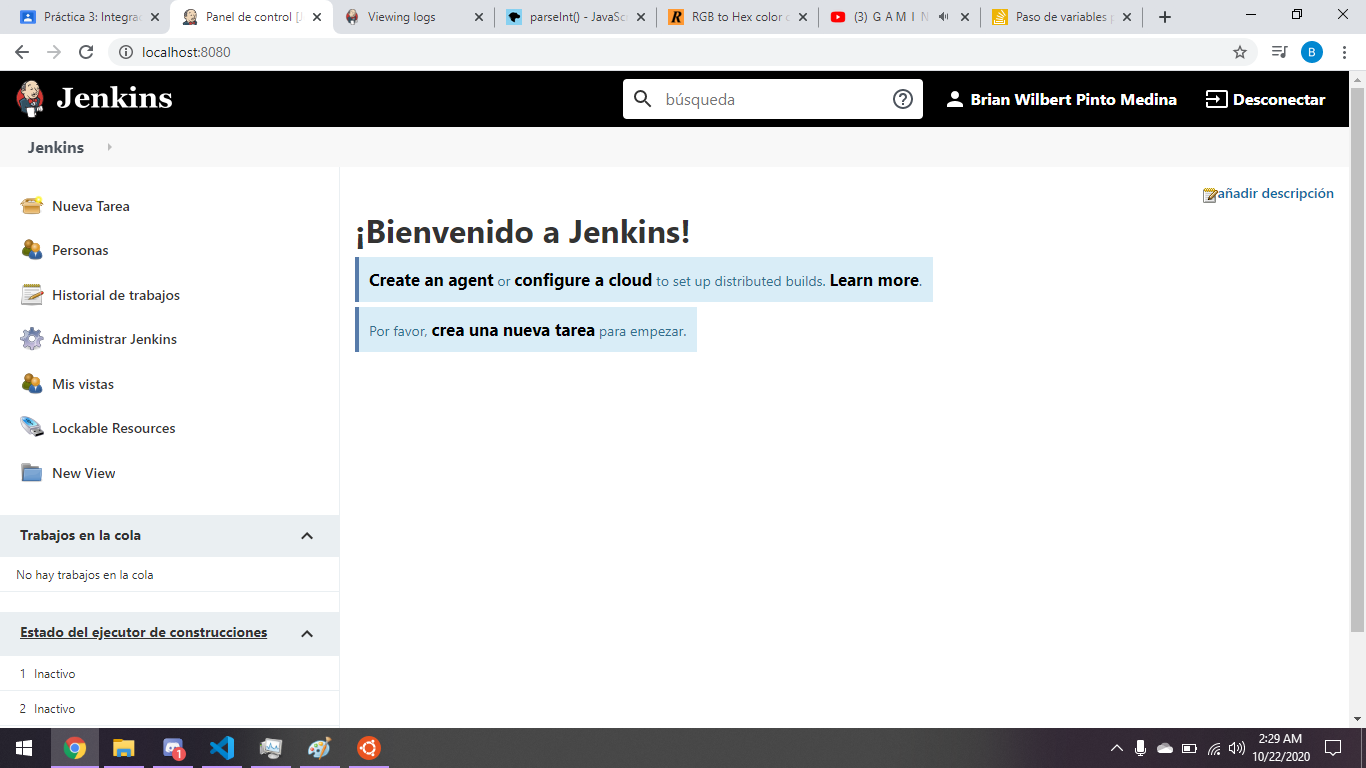 Práctica 3: Integrac
Panel de control [J
Viewing logs
parseInt() - JavaSc
RGB to Hex color c
(3) G A M I N
Paso de variables p
localhost:8080
B
Jenkins
búsqueda
Brian Wilbert Pinto Medina
Desconectar
Jenkins
añadir descripción
Nueva Tarea
Personas
Historial de trabajos
Administrar Jenkins
Mis vistas
Lockable Resources
New View
¡Bienvenido a Jenkins!
Create an agent or configure a cloud to set up distributed builds. Learn more.
Por favor, crea una nueva tarea para empezar.
Trabajos en la cola
No hay trabajos en la cola
Estado del ejecutor de construcciones
1 Inactivo
2 Inactivo
1
2:29 AM
10/22/2020